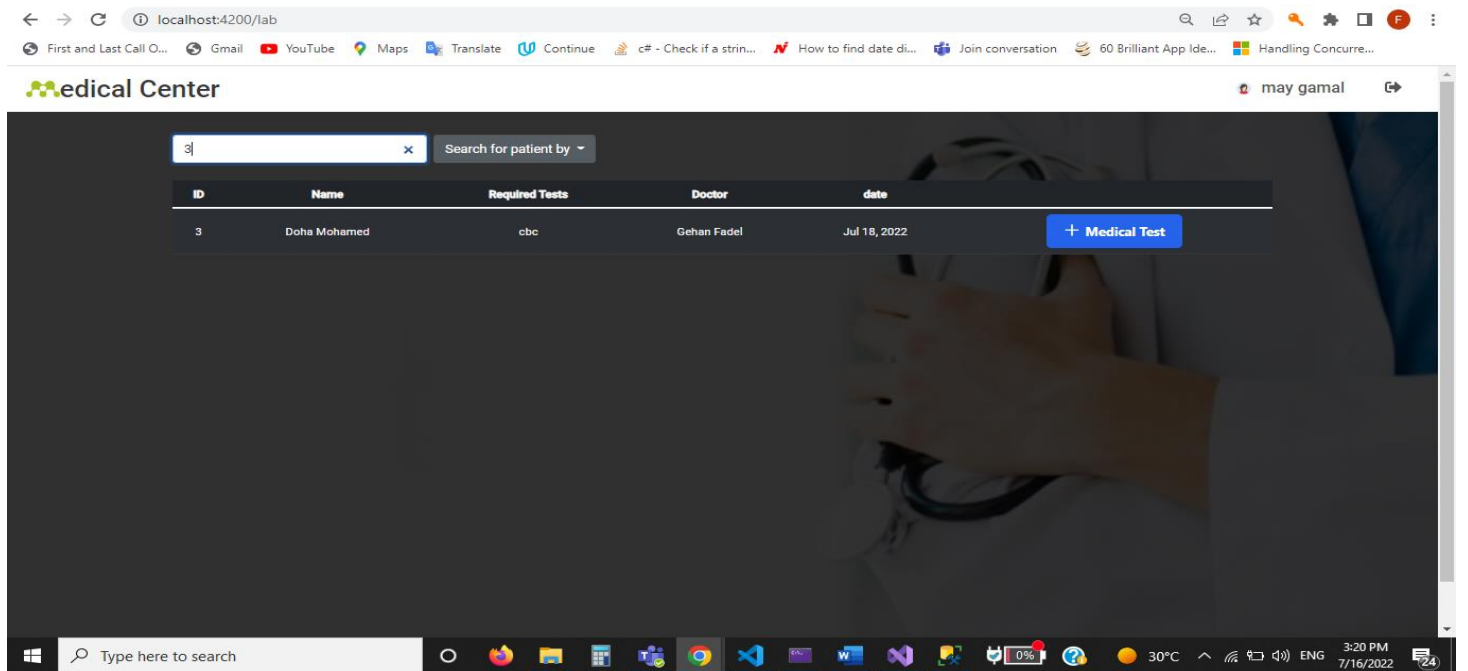 localhost:4200/lab
F
First and Last Call O... Gmail YouTube Maps Translate Continue c# - Check if a strin... How to find date di... Join conversation 60 Brilliant App Ide... Handling Concurre...
edical Center may gamal
3 × Search for patient by
ID Name Required Tests Doctor date
3 Doha Mohamed cbc Gehan Fadel Jul 18, 2022 + Medical Test
Type here to search 0% 30°C ENG 3:20 PM
7/16/2022 24